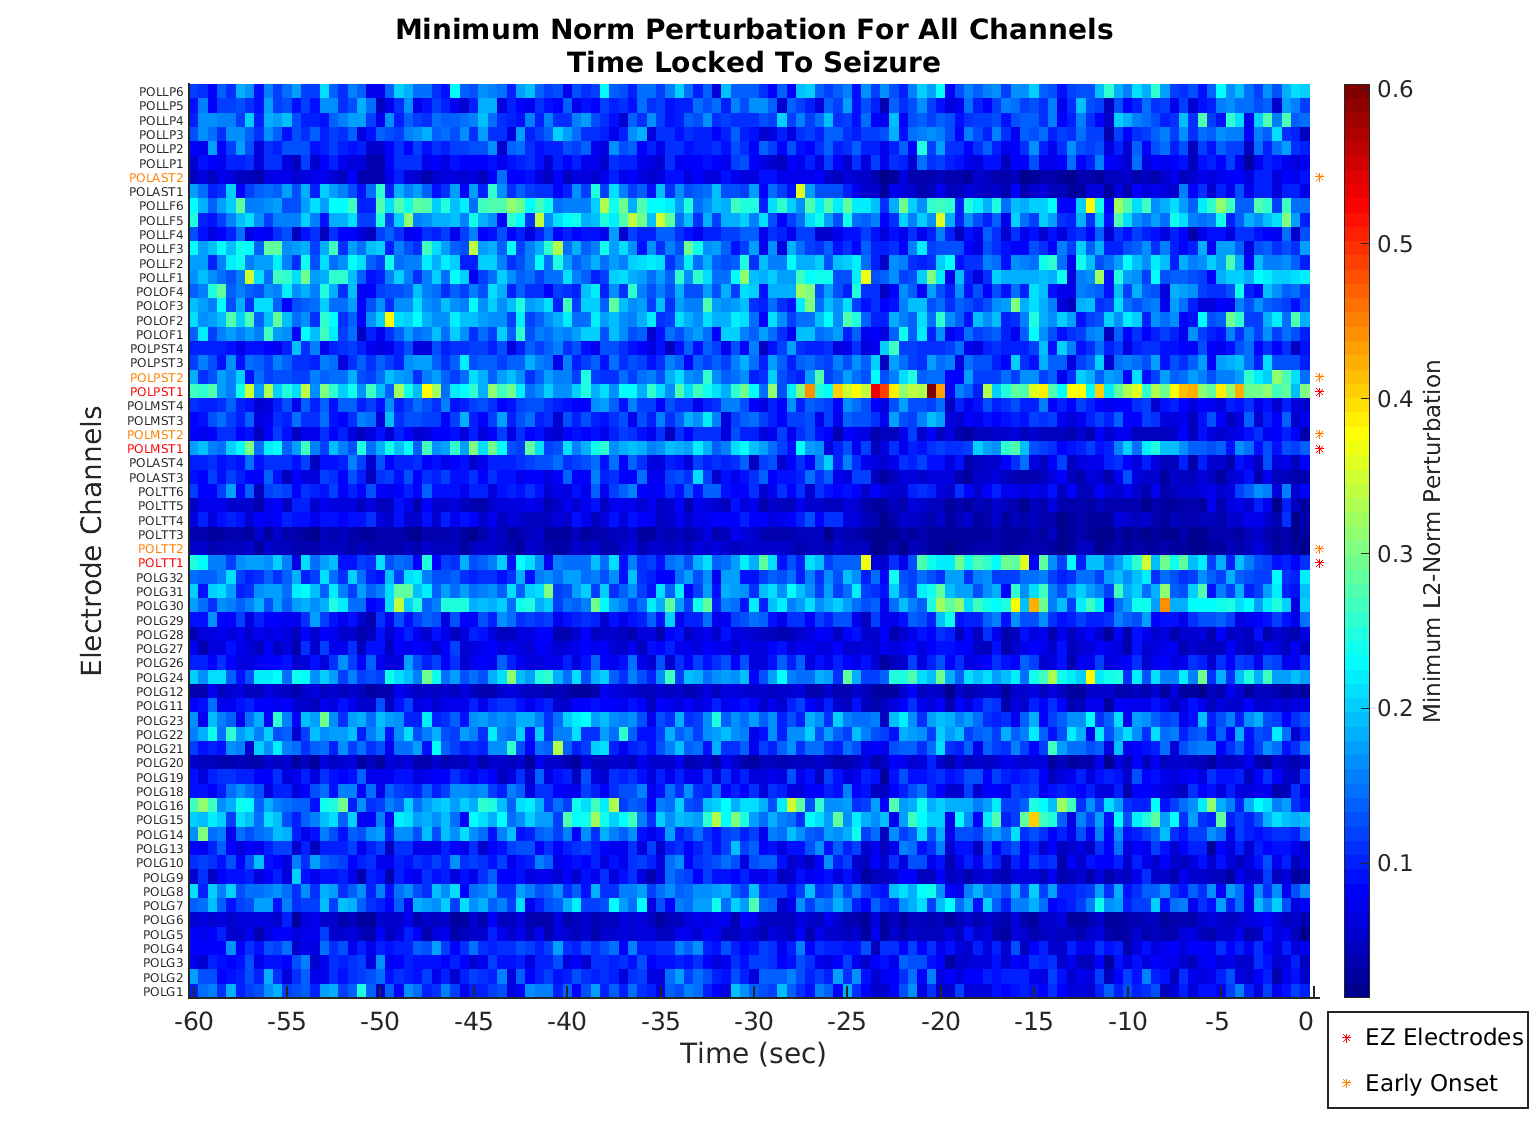 Minimum Norm Perturbation For All Channels
Time Locked To Seizure
Electrode Channels
POLLP6
POLLP5
POLLP4
POLLP3
POLLP2
POLLP1
POLAST2
POLAST1
POLLF6
POLLF5
POLLF4
POLLF3
POLLF2
POLLF1
POLOF4
POLOF3
POLOF2
POLOF1
POLPST4
POLPST3
POLPST2
POLPST1
POLMST4
POLMST3
POLMST2
POLMST1
POLAST4
POLAST3
POLTT6
POLTT5
POLTT4
POLTT3
POLTT2
POLTT1
POLG32
POLG31
POLG30
POLG29
POLG28
POLG27
POLG26
POLG24
POLG12
POLG11
POLG23
POLG22
POLG21
POLG20
POLG19
POLG18
POLG16
POLG15
POLG14
POLG13
POLG10
POLG9
POLG8
POLG7
POLG6
POLG5
POLG4
POLG3
POLG2
POLG1
-60 -55 -50 -45 -40 -35 -30 -25 -20 -15 -10 -5 0
Time (sec)
0.6
0.5
0.4
0.3
0.2
0.1
Minimum L2-Norm Perturbation
* EZ Electrodes
* Early Onset